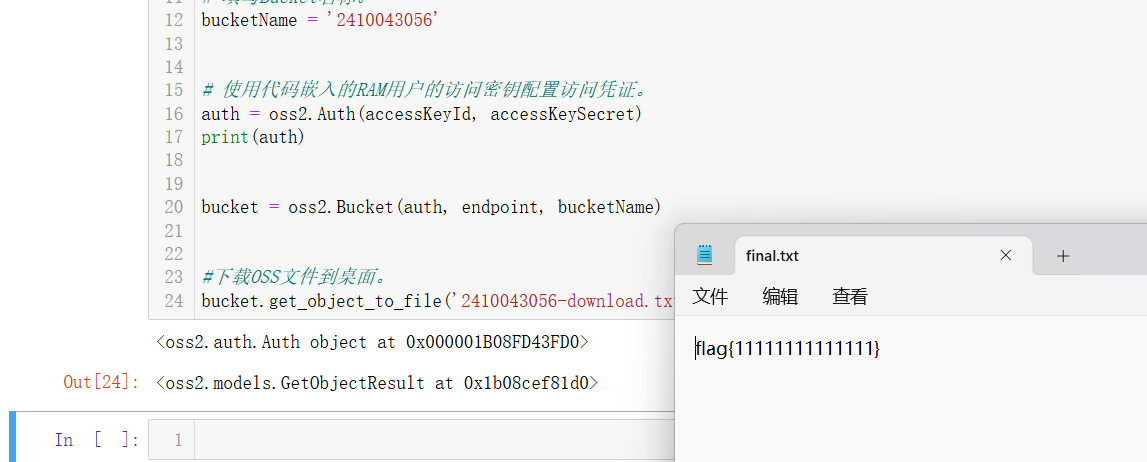 12 bucketName = '2410043056'
13
14
15 # 使用代码嵌入的RAM用户的访问密钥配置访问凭证。
16 auth = oss2.Auth(accessKeyId, accessKeySecret)
17 print(auth)
18
19
20 bucket = oss2.Bucket(auth, endpoint, bucketName)
21
22
23 #下载OSS文件到桌面。
24 bucket.get_object_to_file('2410043056-download.tx
<oss2.auth.Auth object at 0x000001B08FD43FD0>
Out[24]: <oss2.models.GetObjectResult at 0x1b08cef81d0>
In [ ]: 1
final.txt
文件 编辑 查看
flag{11111111111111}